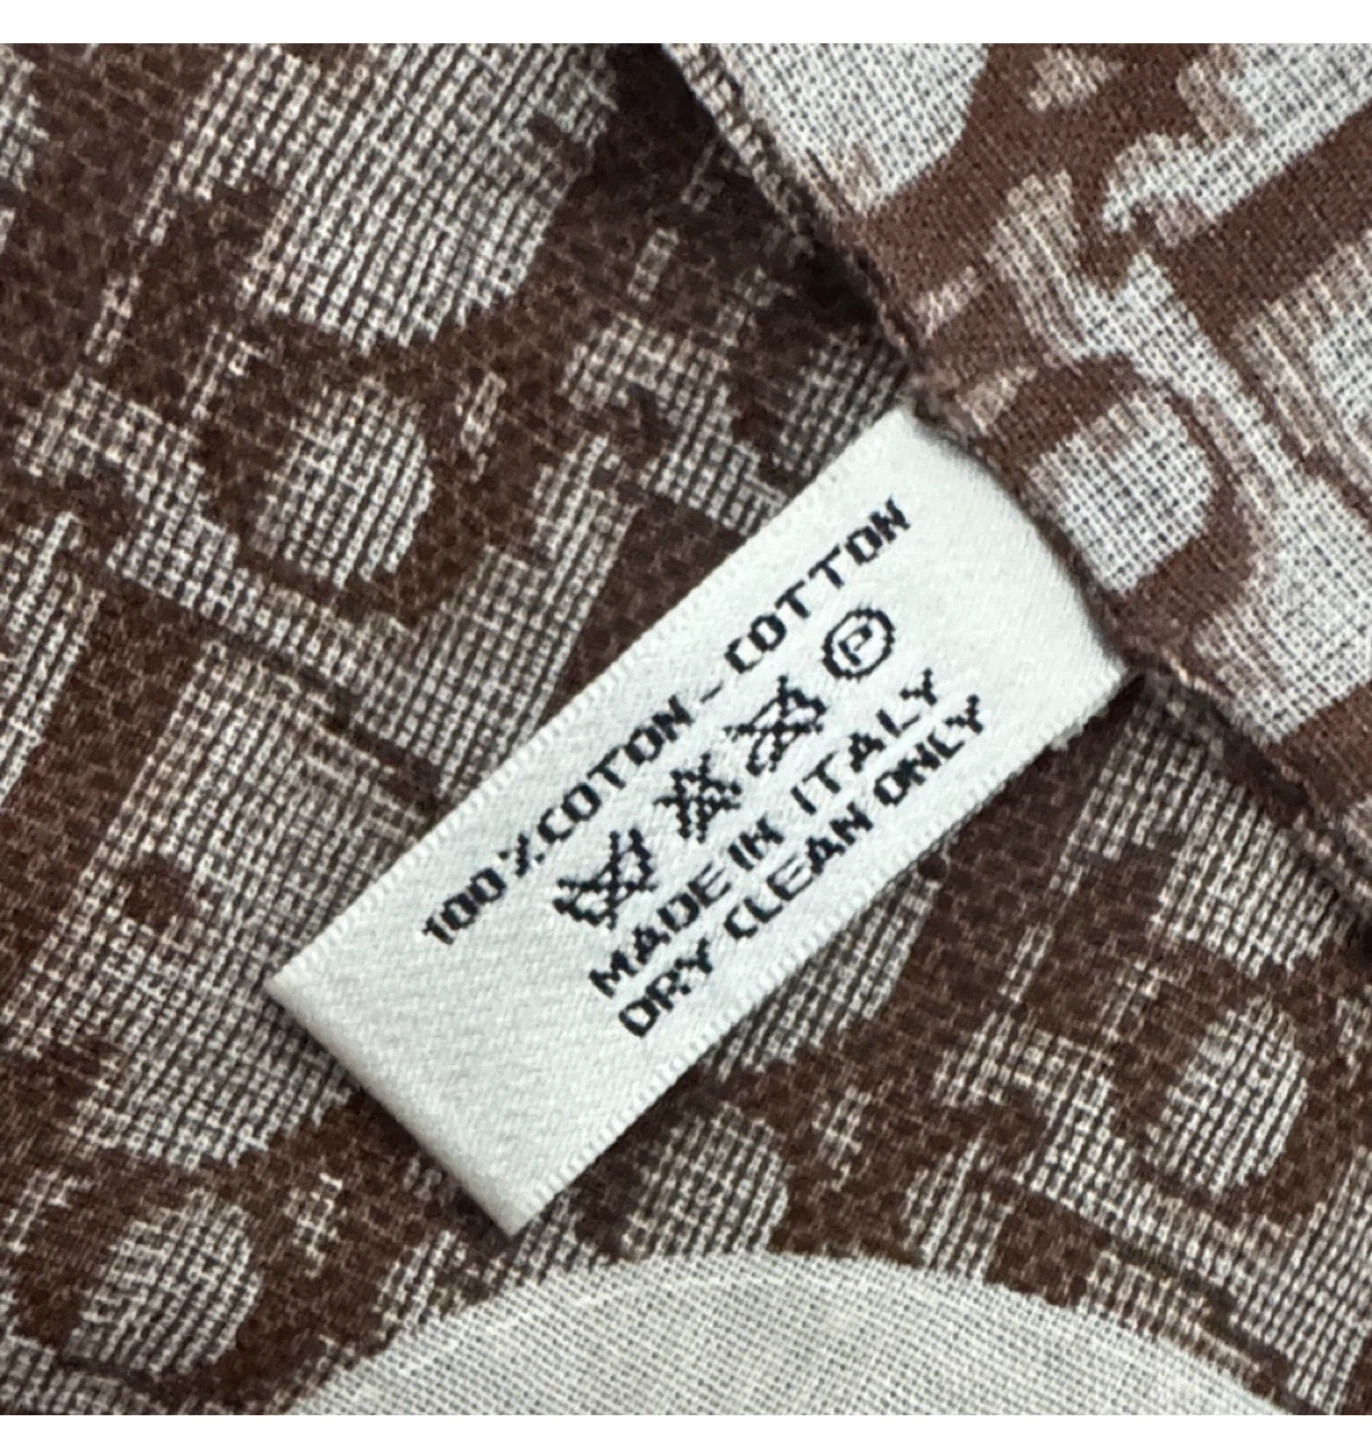 100%COTON-COTTON
P
MADE IN ITALY
DRY CLEAN ONLY